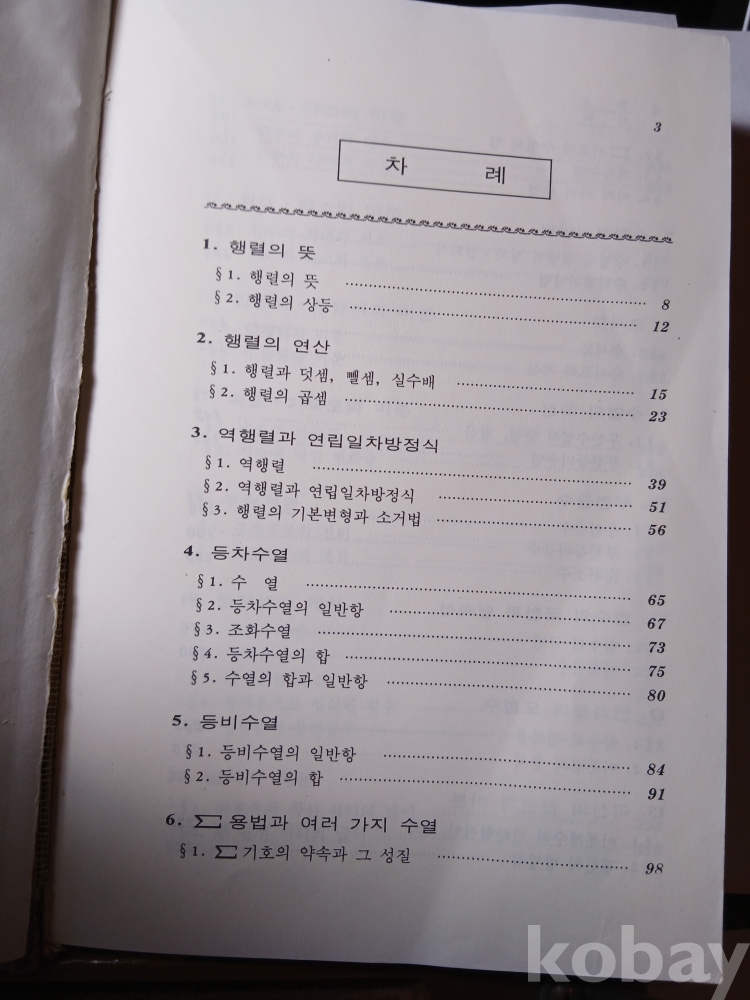 3
차 례
1. 행렬의 뜻
§1. 행렬의 뜻 ································ 8
§2. 행렬의 상등 ································ 12
2. 행렬의 연산
§1. 행렬과 덧셈, 뺄셈, 실수배 ································ 15
§2. 행렬의 곱셈 ································ 23
3. 역행렬과 연립일차방정식
§1. 역행렬 ································ 39
§2. 역행렬과 연립일차방정식 ································ 51
§3. 행렬의 기본변형과 소거법 ································ 56
4. 등차수열
§1. 수 열 ································ 65
§2. 등차수열의 일반항 ································ 67
§3. 조화수열 ································ 73
§4. 등차수열의 합 ································ 75
§5. 수열의 합과 일반항 ································ 80
5. 등비수열
§1. 등비수열의 일반항 ································ 84
§2. 등비수열의 합 ································ 91
6. ∑ 용법과 여러 가지 수열
§1. ∑ 기호의 약속과 그 성질 ································ 98
kobay